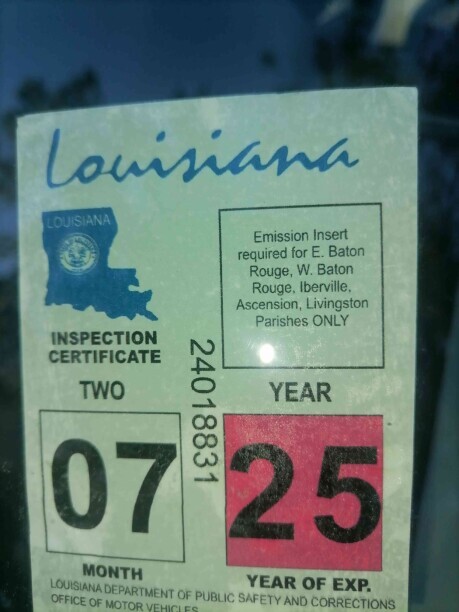 Louisiana
LOUISIANA
INSPECTION
CERTIFICATE
Emission Insert
required for E. Baton
Rouge, W. Baton
Rouge, Iberville,
Ascension, Livingston
Parishes ONLY
24018831
TWO YEAR
07 25
MONTH YEAR OF EXP.
LOUISIANA DEPARTMENT OF PUBLIC SAFETY AND CORRECTIONS
OFFICE OF MOTOR VEHICLES